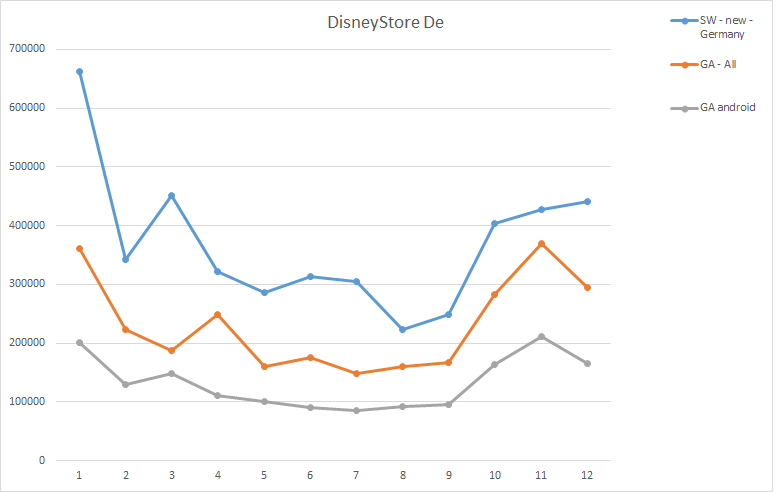 DisneyStore De
SW - new -
Germany
GA - All
GA android
700000
600000
500000
400000
300000
200000
100000
0
1 2 3 4 5 6 7 8 9 10 11 12